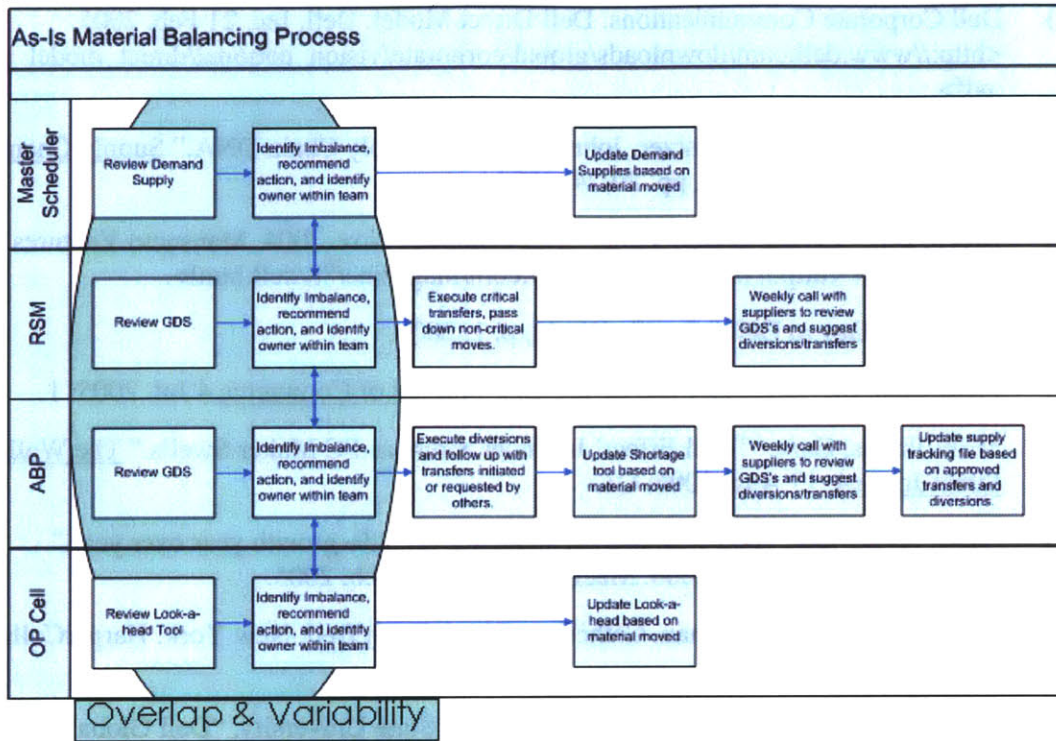 As-Is Material Balancing Process
Master
Scheduler
Review Demand
Supply
Identify Imbalance,
recommend
action, and identify
owner within team
Update Demand
Supplies based on
material moved
RSM
Review GDS
Identify Imbalance,
recommend
action, and identify
owner within team
Execute critical
transfers, pass
down non-critical
moves.
Weekly call with
suppliers to review
GDS's and suggest
diversions/transfers
ABP
Review GDS
Identify Imbalance,
recommend
action, and identify
owner within team
Execute diversions
and follow up with
transfers initiated
or requested by
others.
Update Shortage
tool based on
material moved
Weekly call with
suppliers to review
GDS's and suggest
diversions/transfers
Update supply
tracking file based
on approved
transfers and
diversions.
OP Cell
Review Look-a-
head Tool
Identify Imbalance,
recommend
action, and identify
owner within team
Update Look-a-
head based on
material moved
Overlap & Variability